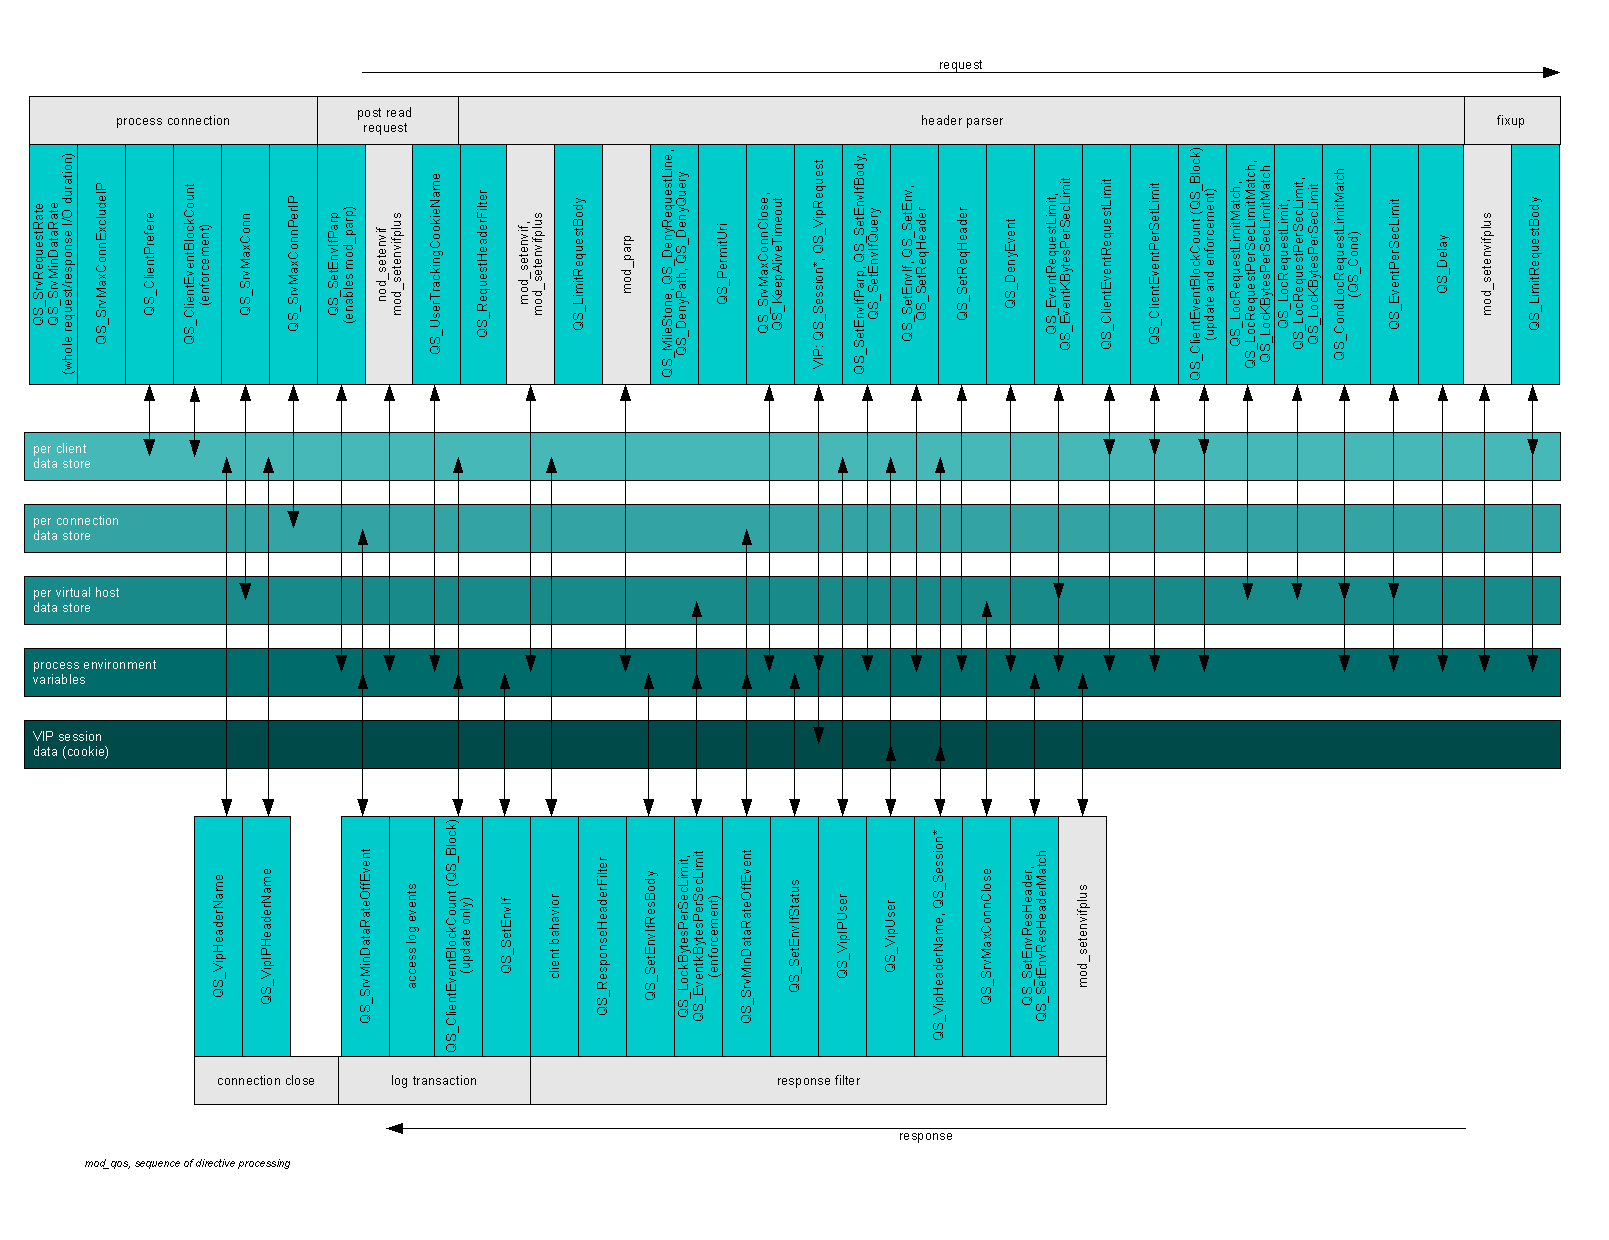 request
process connection
post read
request
header parser
fixup
QS_SrvRequestRate
QS_SrvMinDataRate
(whole request/response I/O duration)
QS_SrvMaxConnExcludeIP
QS_ClientPrefere
QS_ClientEventBlockCount
(enforcement)
QS_SrvMaxConn
QS_SrvMaxConnPerIP
QS_SetEnvIfParp
(enables mod_parp)
nod_setenvif
mod_setenvifplus
QS_UserTrackingCookieName
QS_RequestHeaderFilter
mod_setenvif,
mod_setenvifplus
QS_LimitRequestBody
mod_parp
QS_MileStone, QS_DenyRequestLine,
QS_DenyPath, QS_DenyQuery
QS_PermitUri
QS_SrvMaxConnClose,
QS_KeepAliveTimeout
VIP: QS_Session*, QS_VipRequest
QS_SetEnvIfParp, QS_SetEnvIfBody,
QS_SetEnvIfQuery
QS_SetEnvIf, QS_SetEnv,
QS_SetReqHeader
QS_SetReqHeader
QS_DenyEvent
QS_EventRequestLimit,
QS_EventKBytesPerSecLimit
QS_ClientEventRequestLimit
QS_ClientEventPerSetLimit
QS_ClientEventBlockCount (QS_Block)
(update and enforcement)
QS_LocRequestLimitMatch,
QS_LocRequestPerSecLimitMatch,
QS_LocKBytesPerSecLimitMatch
QS_LocRequestLimit,
QS_LocRequestPerSecLimit,
QS_LocKBytesPerSecLimit
QS_CondLocRequestLimitMatch
(QS_Cond)
QS_EventPerSecLimit
QS_Delay
mod_setenvifplus
QS_LimitRequestBody
per client
data store
per connection
data store
per virtual host
data store
process environment
variables
VIP session
data (cookie)
QS_VipHeaderName
QS_VipIPHeaderName
QS_SrvMinDataRateOffEvent
access log events
QS_ClientEventBlockCount (QS_Block)
(update only)
QS_SetEnvIf
client bahavior
QS_ResponseHeaderFilter
QS_SetEnvIfResBody
QS_LockBytesPerSecLimit,
QS_EventkBytesPerSecLimit
(enforcement)
QS_SrvMinDataRateOffEvent
QS_SetEnvIfStatus
QS_VipIPUser
QS_VipUser
QS_VipHeaderName, QS_Session*
QS_SrvMaxConnClose
QS_SetEnvResHeader,
QS_SetEnvResHeaderMatch
mod_setenvifplus
connection close
log transaction
response filter
response
mod_qos, sequence of directive processing